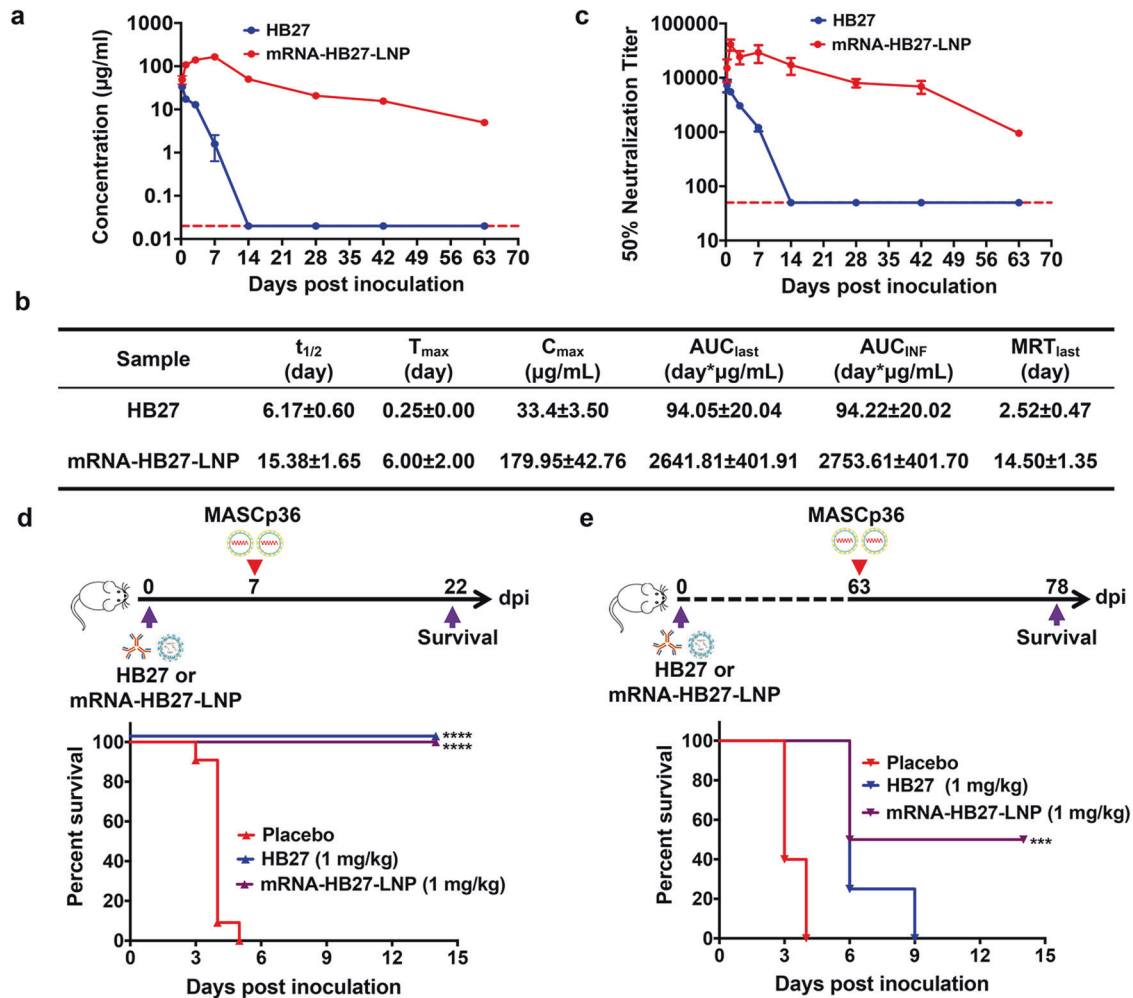 a
1000
100
10
1
0.1
0.01
Concentration (µg/ml)
HB27
mRNA-HB27-LNP
0 7 14 21 28 35 42 49 56 63 70
Days post inoculation
c
100000
10000
1000
100
10
50% Neutralization Titer
HB27
mRNA-HB27-LNP
0 7 14 21 28 35 42 49 56 63 70
Days post inoculation
b
Sample t1/2 (day) Tmax (day) Cmax (µg/mL) AUClast (day*µg/mL) AUCINF (day*µg/mL) MRTlast (day)
HB27 6.17±0.60 0.25±0.00 33.4±3.50 94.05±20.04 94.22±20.02 2.52±0.47
mRNA-HB27-LNP 15.38±1.65 6.00±2.00 179.95±42.76 2641.81±401.91 2753.61±401.70 14.50±1.35
d
MASCp36
0 7 22 dpi
Survival
HB27 or
mRNA-HB27-LNP
100
80
60
40
20
0
Percent survival
****
****
Placebo
HB27 (1 mg/kg)
mRNA-HB27-LNP (1 mg/kg)
0 3 6 9 12 15
Days post inoculation
e
MASCp36
0 63 78 dpi
Survival
HB27 or
mRNA-HB27-LNP
100
80
60
40
20
0
Percent survival
Placebo
HB27 (1 mg/kg)
mRNA-HB27-LNP (1 mg/kg)
***
0 3 6 9 12 15
Days post inoculation